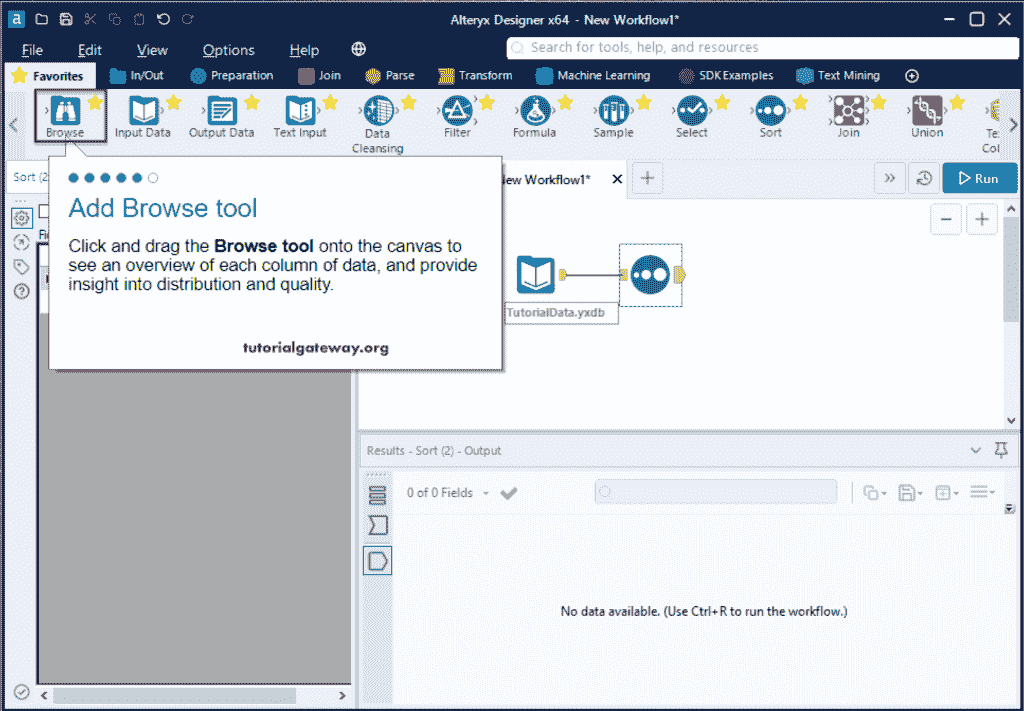 Alteryx Designer x64 - New Workflow1*
File Edit View Options Help
Search for tools, help, and resources
Favorites In/Out Preparation Join Parse Transform Machine Learning SDK Examples Text Mining
Browse Input Data Output Data Text Input Data Cleansing Filter Formula Sample Select Sort Join Union
Sort (2
New Workflow1*
Run
Add Browse tool
Click and drag the Browse tool onto the canvas to
see an overview of each column of data, and provide
insight into distribution and quality.
tutorialgateway.org
TutorialData.yxdb
Results - Sort (2) - Output
0 of 0 Fields
No data available. (Use Ctrl+R to run the workflow.)